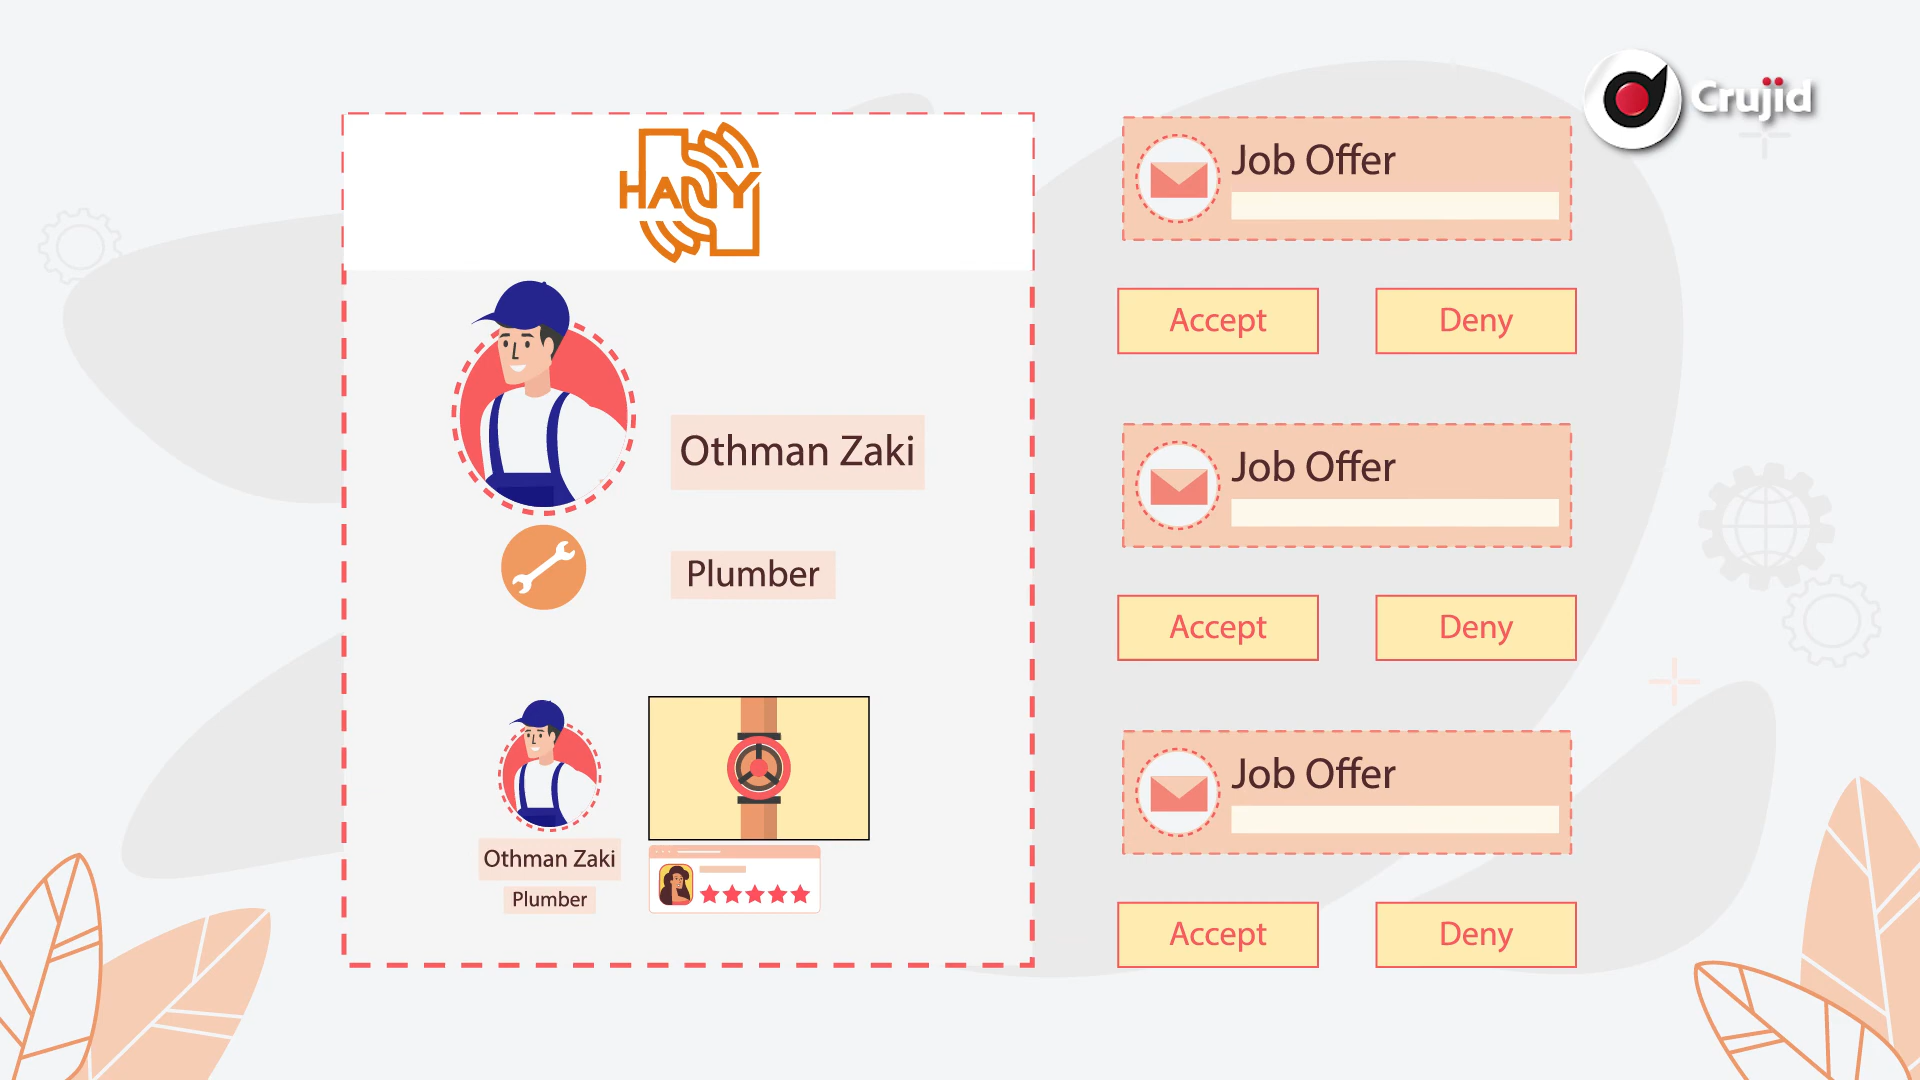 Crujid
Othman Zaki
Plumber
Othman Zaki
Plumber
Job Offer
Accept
Deny
Job Offer
Accept
Deny
Job Offer
Accept
Deny